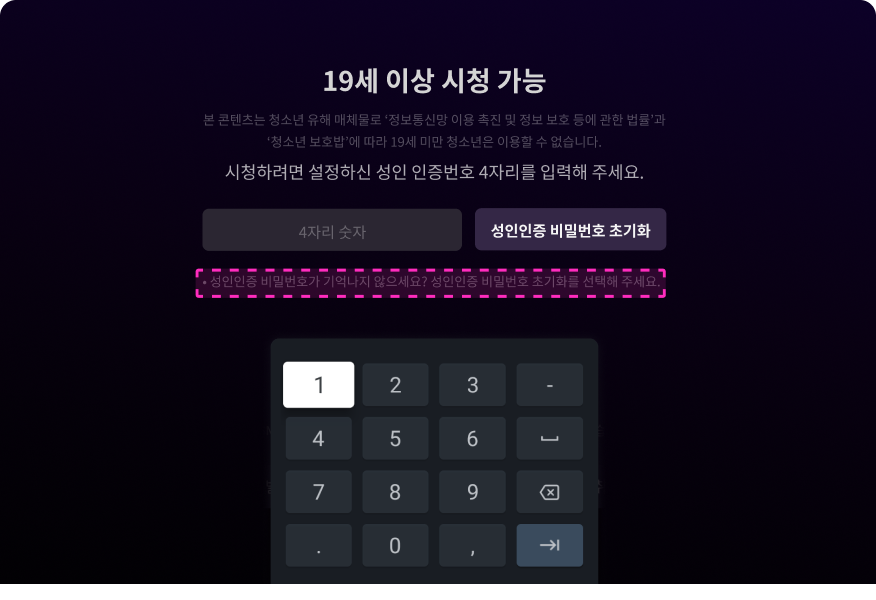 19세 이상 시청 가능
본 콘텐츠는 청소년 유해 매체물로 ‘정보통신망 이용 촉진 및 정보 보호 등에 관한 법률’과
‘청소년 보호밥’에 따라 19세 미만 청소년은 이용할 수 없습니다.
시청하려면 설정하신 성인 인증번호 4자리를 입력해 주세요.
4자리 숫자 성인인증 비밀번호 초기화
• 성인인증 비밀번호가 기억나지 않으세요? 성인인증 비밀번호 초기화를 선택해 주세요.
1 2 3 -
4 5 6
7 8 9
. 0 ,